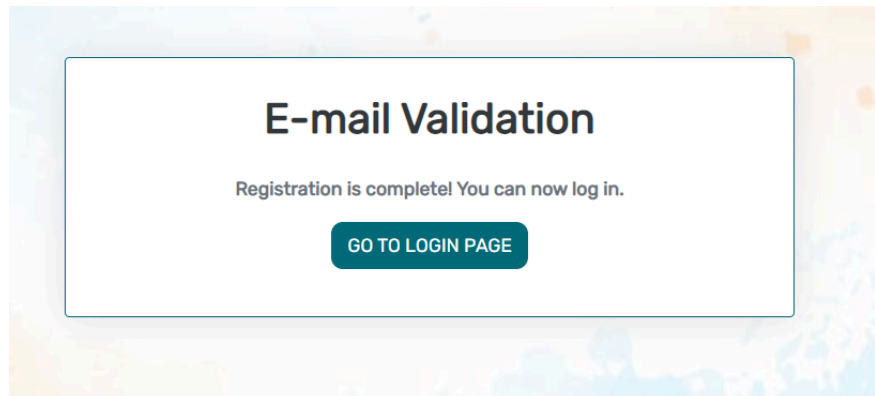 E-mail Validation
Registration is complete! You can now log in.
GO TO LOGIN PAGE